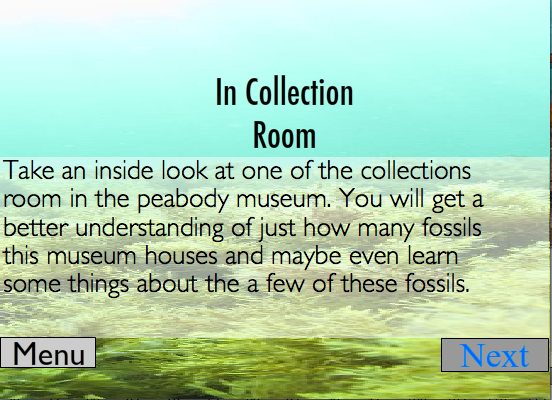 In Collection
Room
Take an inside look at one of the collections
room in the peabody museum. You will get a
better understanding of just how many fossils
this museum houses and maybe even learn
some things about the a few of these fossils.
Menu
Next